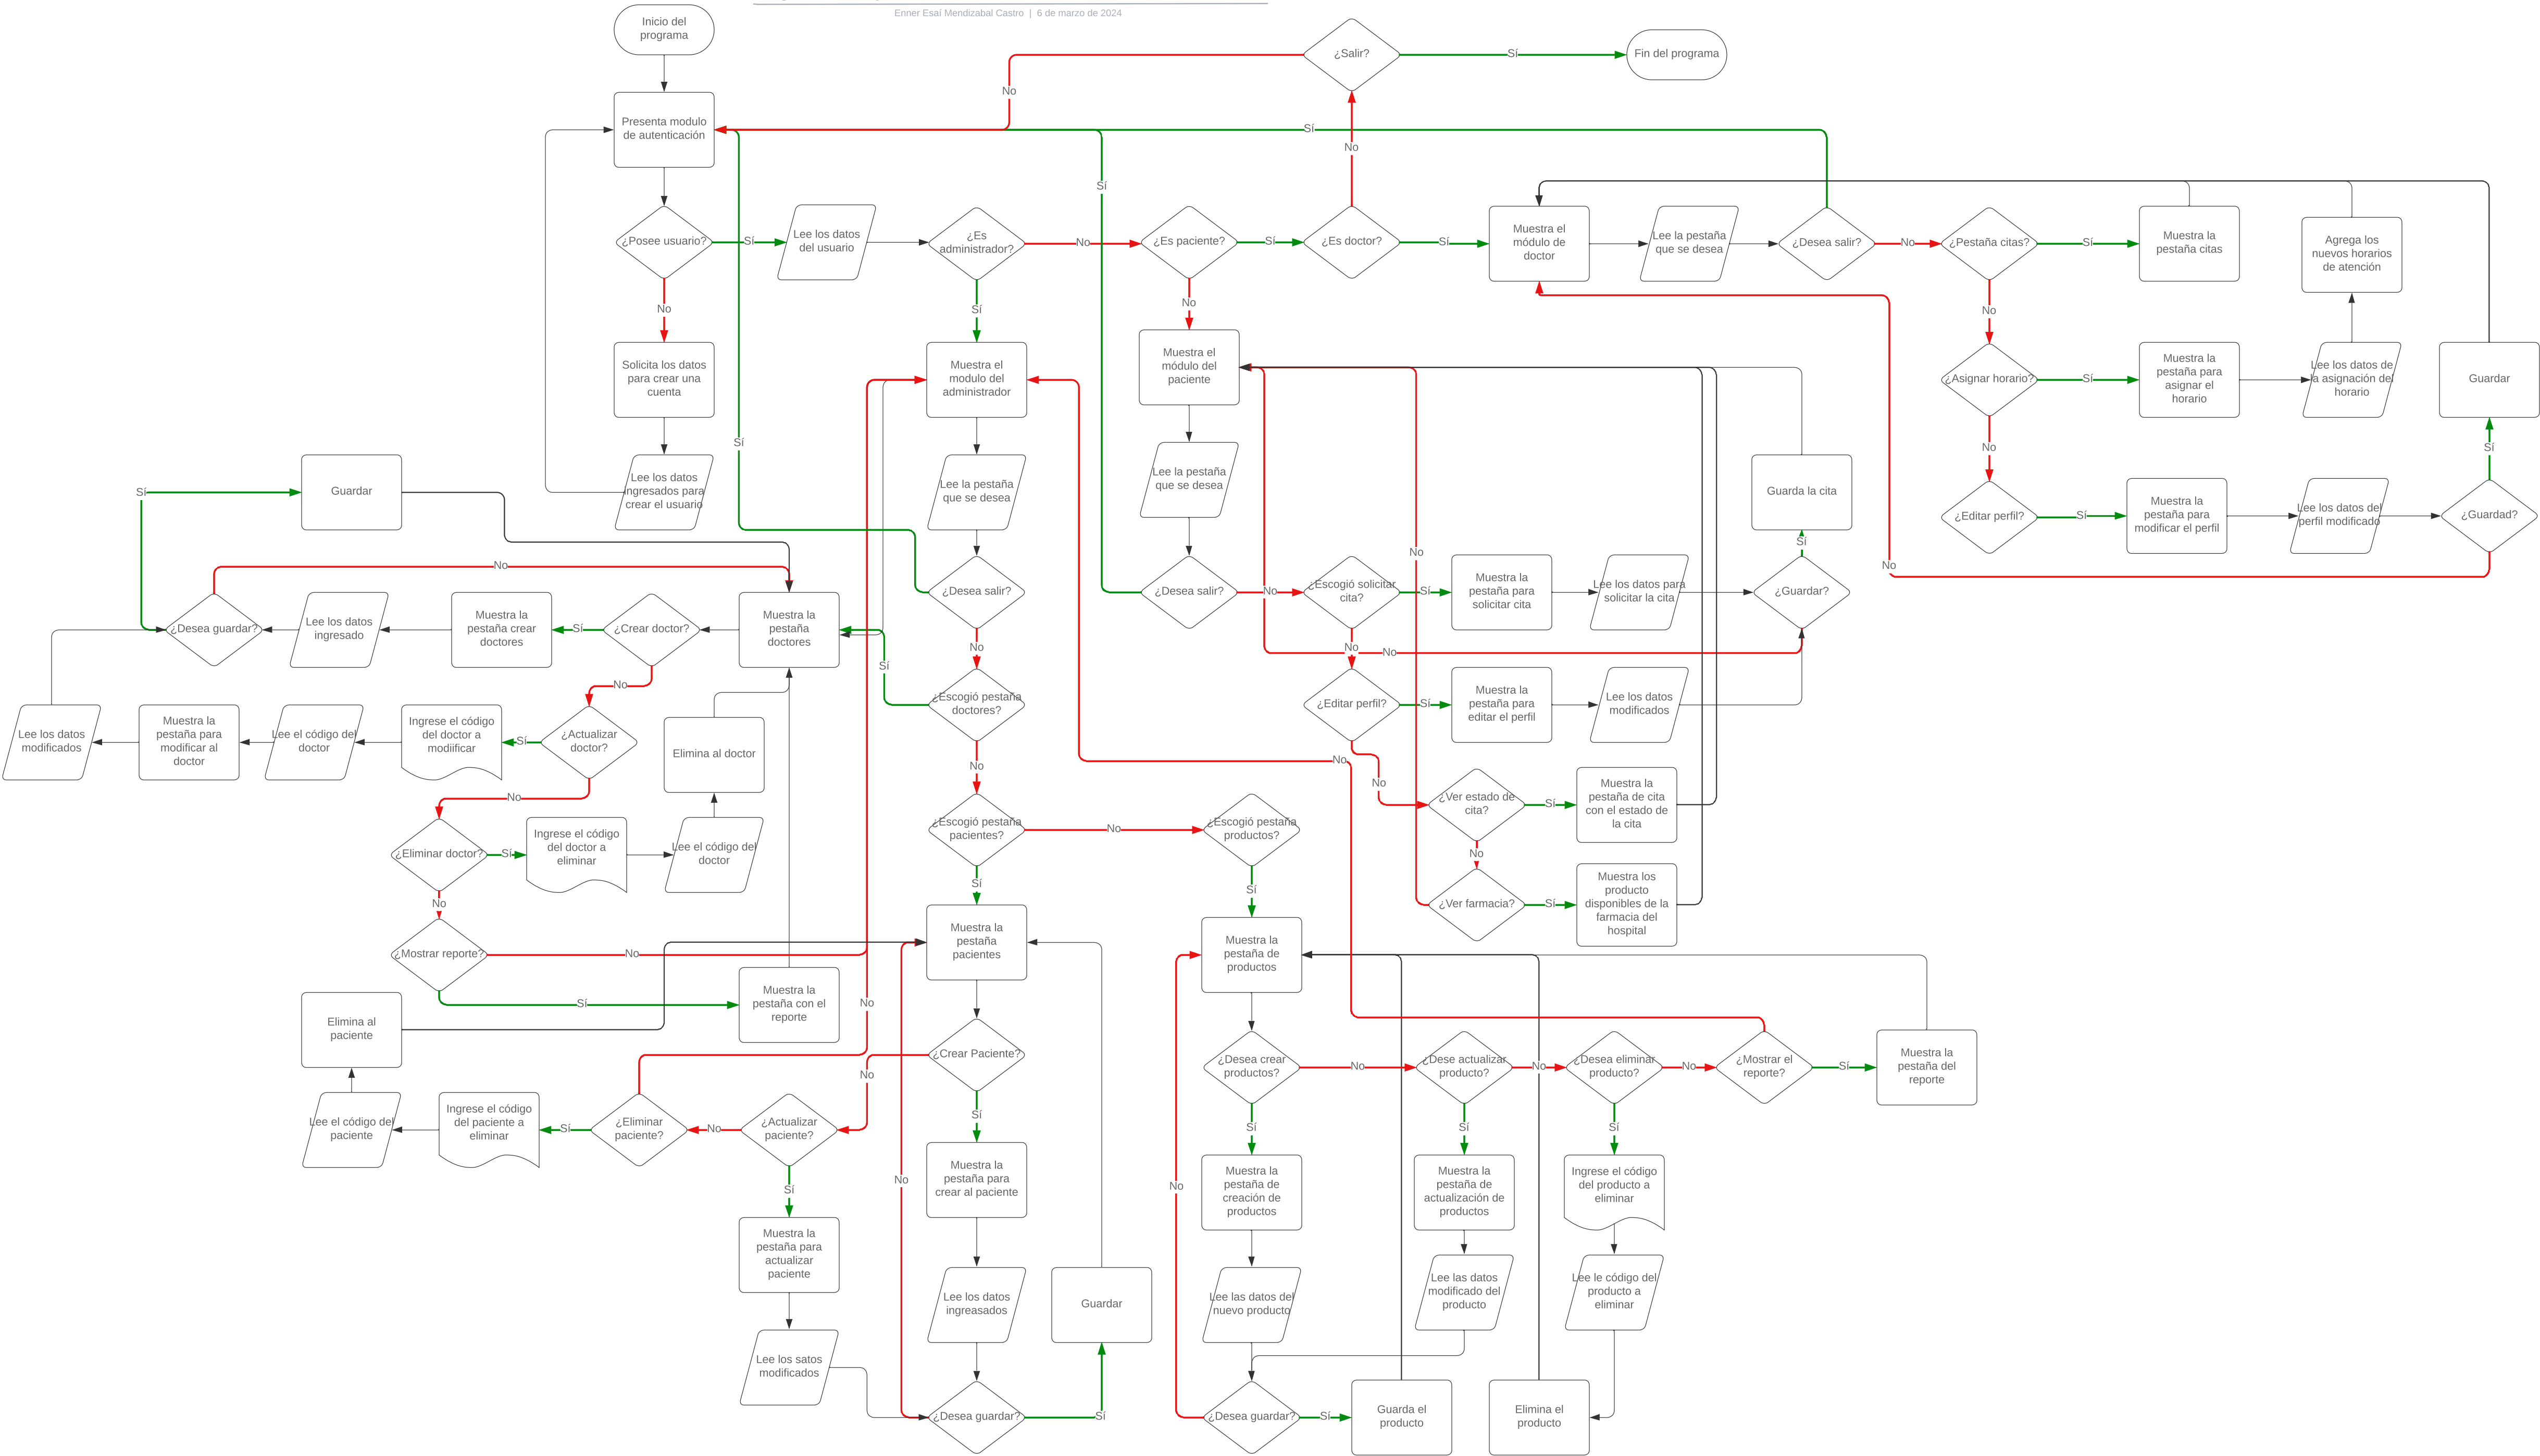 Enner Esaí Mendizabal Castro | 6 de marzo de 2024
Inicio del
programa
¿Salir?
Sí
Fin del programa
No
Presenta modulo
de autenticación
Sí
No
Sí
¿Posee usuario?
Sí
Lee los datos
del usuario
¿Es
administrador?
No
¿Es paciente?
Sí
¿Es doctor?
Sí
Muestra el
módulo de
doctor
Lee la pestaña
que se desea
¿Desea salir?
No
¿Pestaña citas?
Sí
Muestra la
pestaña citas
Agrega los
nuevos horarios
de atención
No
Sí
No
No
Solicita los datos
para crear una
cuenta
Muestra el
modulo del
administrador
Muestra el
módulo del
paciente
¿Asignar horario?
Sí
Muestra la
pestaña para
asignar el
horario
Lee los datos de
la asignación del
horario
Guardar
Sí
No
Sí
Lee los datos
ingresados para
crear el usuario
Lee la pestaña
que se desea
Lee la pestaña
que se desea
Guarda la cita
¿Editar perfil?
Sí
Muestra la
pestaña para
modificar el perfil
Lee los datos del
perfil modificado
¿Guardad?
No
Sí
Guardar
No
Sí
No
¿Desea salir?
¿Desea salir?
No
¿Escogió solicitar
cita?
Sí
Muestra la
pestaña para
solicitar cita
Lee los datos para
solicitar la cita
¿Guardar?
No
No
¿Desea guardar?
Lee los datos
ingresado
Muestra la
pestaña crear
doctores
Sí
¿Crear doctor?
Muestra la
pestaña
doctores
No
Sí
No
¿Escogió pestaña
doctores?
¿Editar perfil?
Sí
Muestra la
pestaña para
editar el perfil
Lee los datos
modificados
Lee los datos
modificados
Muestra la
pestaña para
modificar al
doctor
Lee el código del
doctor
Ingrese el código
del doctor a
modiificar
Sí
¿Actualizar
doctor?
Elimina al doctor
No
No
No
No
¿Ver estado de
cita?
Sí
Muestra la
pestaña de cita
con el estado de
la cita
¿Eliminar doctor?
Sí
Ingrese el código
del doctor a
eliminar
Lee el código del
doctor
¿Escogió pestaña
pacientes?
No
¿Escogió pestaña
productos?
No
Sí
Sí
No
¿Ver farmacia?
Sí
Muestra los
producto
disponibles de la
farmacia del
hospital
¿Mostrar reporte?
No
Sí
Muestra la
pestaña con el
reporte
No
Muestra la
pestaña
pacientes
Muestra la
pestaña de
productos
Elimina al
paciente
¿Crear Paciente?
No
Sí
¿Desea crear
productos?
No
¿Dese actualizar
producto?
No
¿Desea eliminar
producto?
No
¿Mostrar el
reporte?
Sí
Muestra la
pestaña del
reporte
Lee el código del
paciente
Ingrese el código
del paciente a
eliminar
Sí
¿Eliminar
paciente?
No
¿Actualizar
paciente?
Sí
Sí
Sí
Sí
No
No
Muestra la
pestaña para
crear al paciente
Muestra la
pestaña de
creación de
productos
Muestra la
pestaña de
actualización de
productos
Ingrese el código
del producto a
eliminar
Muestra la
pestaña para
actualizar
paciente
Lee los datos
ingreasados
Guardar
Lee las datos del
nuevo producto
Lee las datos
modificado del
producto
Lee le código del
producto a
eliminar
Lee los satos
modificados
¿Desea guardar?
Sí
¿Desea guardar?
Sí
Guarda el
producto
Elimina el
producto